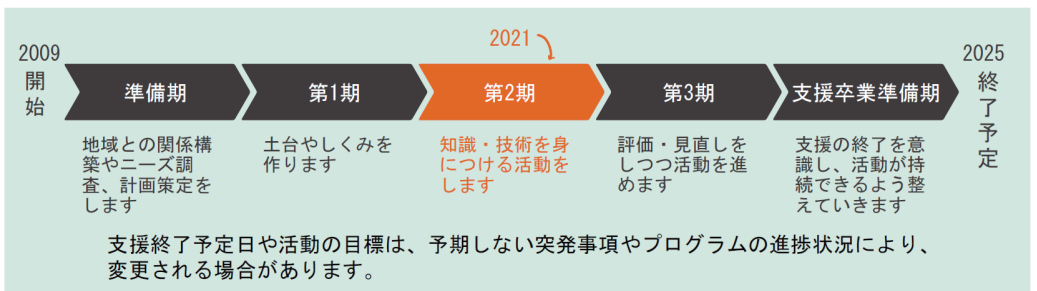 2021
2009
開始
準備期
第1期
第2期
第3期
支援卒業準備期
2025
終了予定
地域との関係構
築やニーズ調
査、計画策定を
します
土台やしくみを
作ります
知識・技術を身
につける活動を
します
評価・見直しを
しつつ活動を進
めます
支援の終了を意
識し、活動が持
続できるよう整
えていきます
支援終了予定日や活動の目標は、予期しない突発事項やプログラムの進捗状況により、
変更される場合があります。